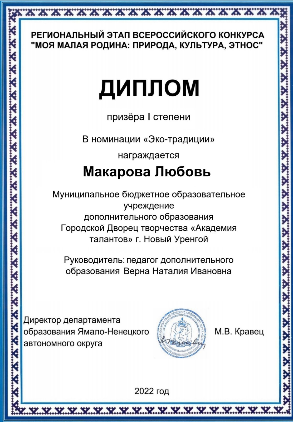 РЕГИОНАЛЬНЫЙ ЭТАП ВСЕРОССИЙСКОГО КОНКУРСА
"МОЯ МАЛАЯ РОДИНА: ПРИРОДА, КУЛЬТУРА, ЭТНОС"
ДИПЛОМ
призёра I степени
В номинации «Эко-традиции»
награждается
Макарова Любовь
Муниципальное бюджетное образовательное
учреждение
дополнительного образования
Городской Дворец творчества «Академия
талантов» г. Новый Уренгой
Руководитель: педагог дополнительного
образования Верна Наталия Ивановна
Директор департамента
образования Ямало-Ненецкого
автономного округа
М.В. Кравец
2022 год